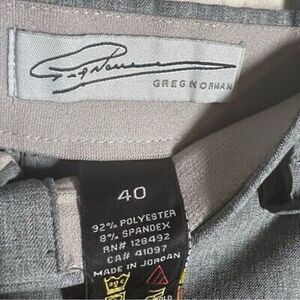 GREG NORMAN
40
92% POLYESTER
8% SPANDEX
RN# 128492
CA# 41097
MADE IN JORDAN